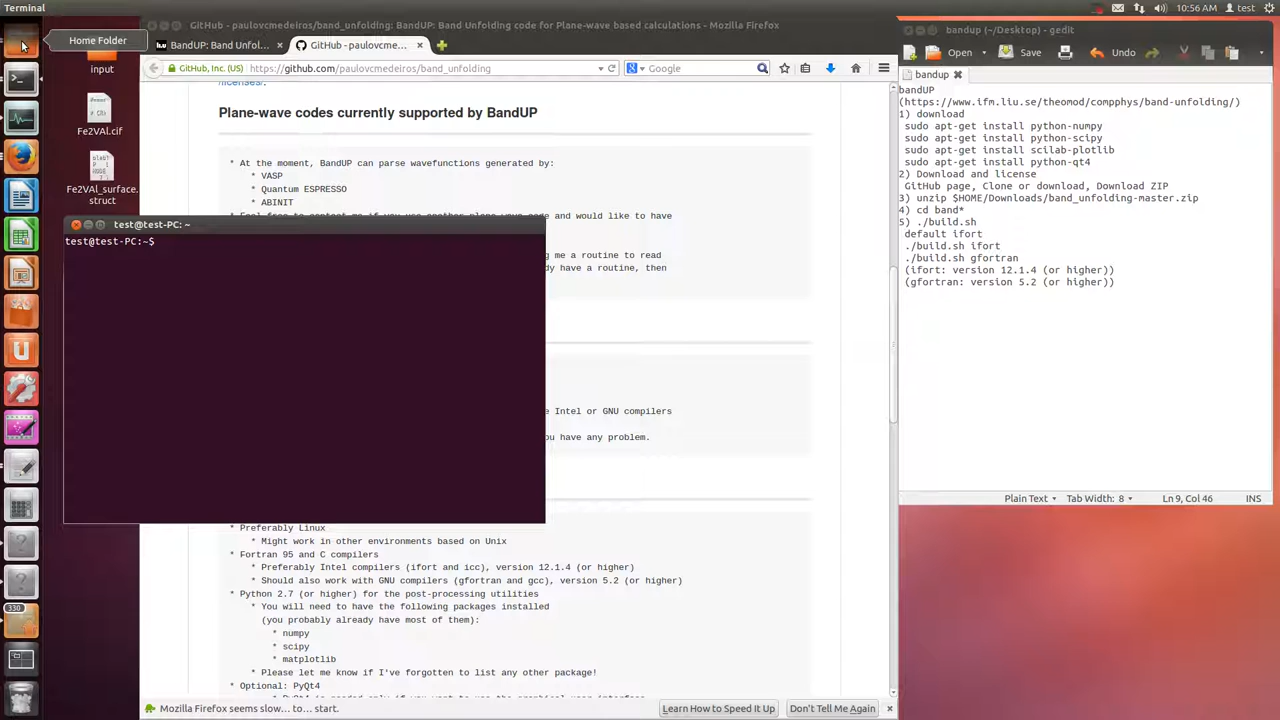 Terminal
10:56 AM
test
Home Folder
input
Fe2VAl.cif
Fe2VAl_surface.
struct
330
GitHub - paulovcmedeiros/band_unfolding: BandUP: Band Unfolding code for Plane-wave based calculations - Mozilla Firefox
BandUP: Band Unfol...
GitHub - paulovcme...
GitHub, Inc. (US)
https://github.com/paulovcmedeiros/band_unfolding
Google
/licenses/.
Plane-wave codes currently supported by BandUP
* At the moment, BandUP can parse wavefunctions generated by:
* VASP
* Quantum ESPRESSO
* ABINIT
and would like to have
test@test-PC: ~
test@test-PC:~$
ng me a routine to read
dy have a routine, then
e Intel or GNU compilers
ou have any problem.
* Preferably Linux
* Might work in other environments based on Unix
* Fortran 95 and C compilers
* Preferably Intel compilers (ifort and icc), version 12.1.4 (or higher)
* Should also work with GNU compilers (gfortran and gcc), version 5.2 (or higher)
* Python 2.7 (or higher) for the post-processing utilities
* You will need to have the following packages installed
(you probably already have most of them):
* numpy
* scipy
* matplotlib
* Please let me know if I've forgotten to list any other package!
* Optional: PyQt4
Mozilla Firefox seems slow... to... start.
Learn How to Speed It Up
Don't Tell Me Again
bandup (~/Desktop) - gedit
Open
Save
Undo
bandup
bandUP
(https://www.ifm.liu.se/theomod/compphys/band-unfolding/)
1) download
sudo apt-get install python-numpy
sudo apt-get install python-scipy
sudo apt-get install scilab-plotlib
sudo apt-get install python-qt4
2) Download and license
GitHub page, Clone or download, Download ZIP
3) unzip $HOME/Downloads/band_unfolding-master.zip
4) cd band*
5) ./build.sh
default ifort
./build.sh ifort
./build.sh gfortran
(ifort: version 12.1.4 (or higher))
(gfortran: version 5.2 (or higher))
Plain Text
Tab Width: 8
Ln 9, Col 46
INS